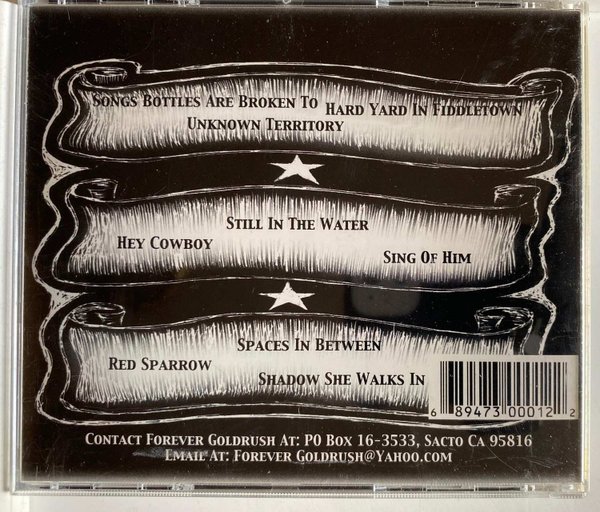 Songs Bottles Are Broken To
Hard Yard In Fiddletown
Unknown Territory
Still In The Water
Hey Cowboy
Sing Of Him
Spaces In Between
Red Sparrow
Shadow She Walks In
6 89473 00012 2
Contact Forever Goldrush At: PO Box 16-3533, Sacto CA 95816
Email At: Forever Goldrush@Yahoo.com